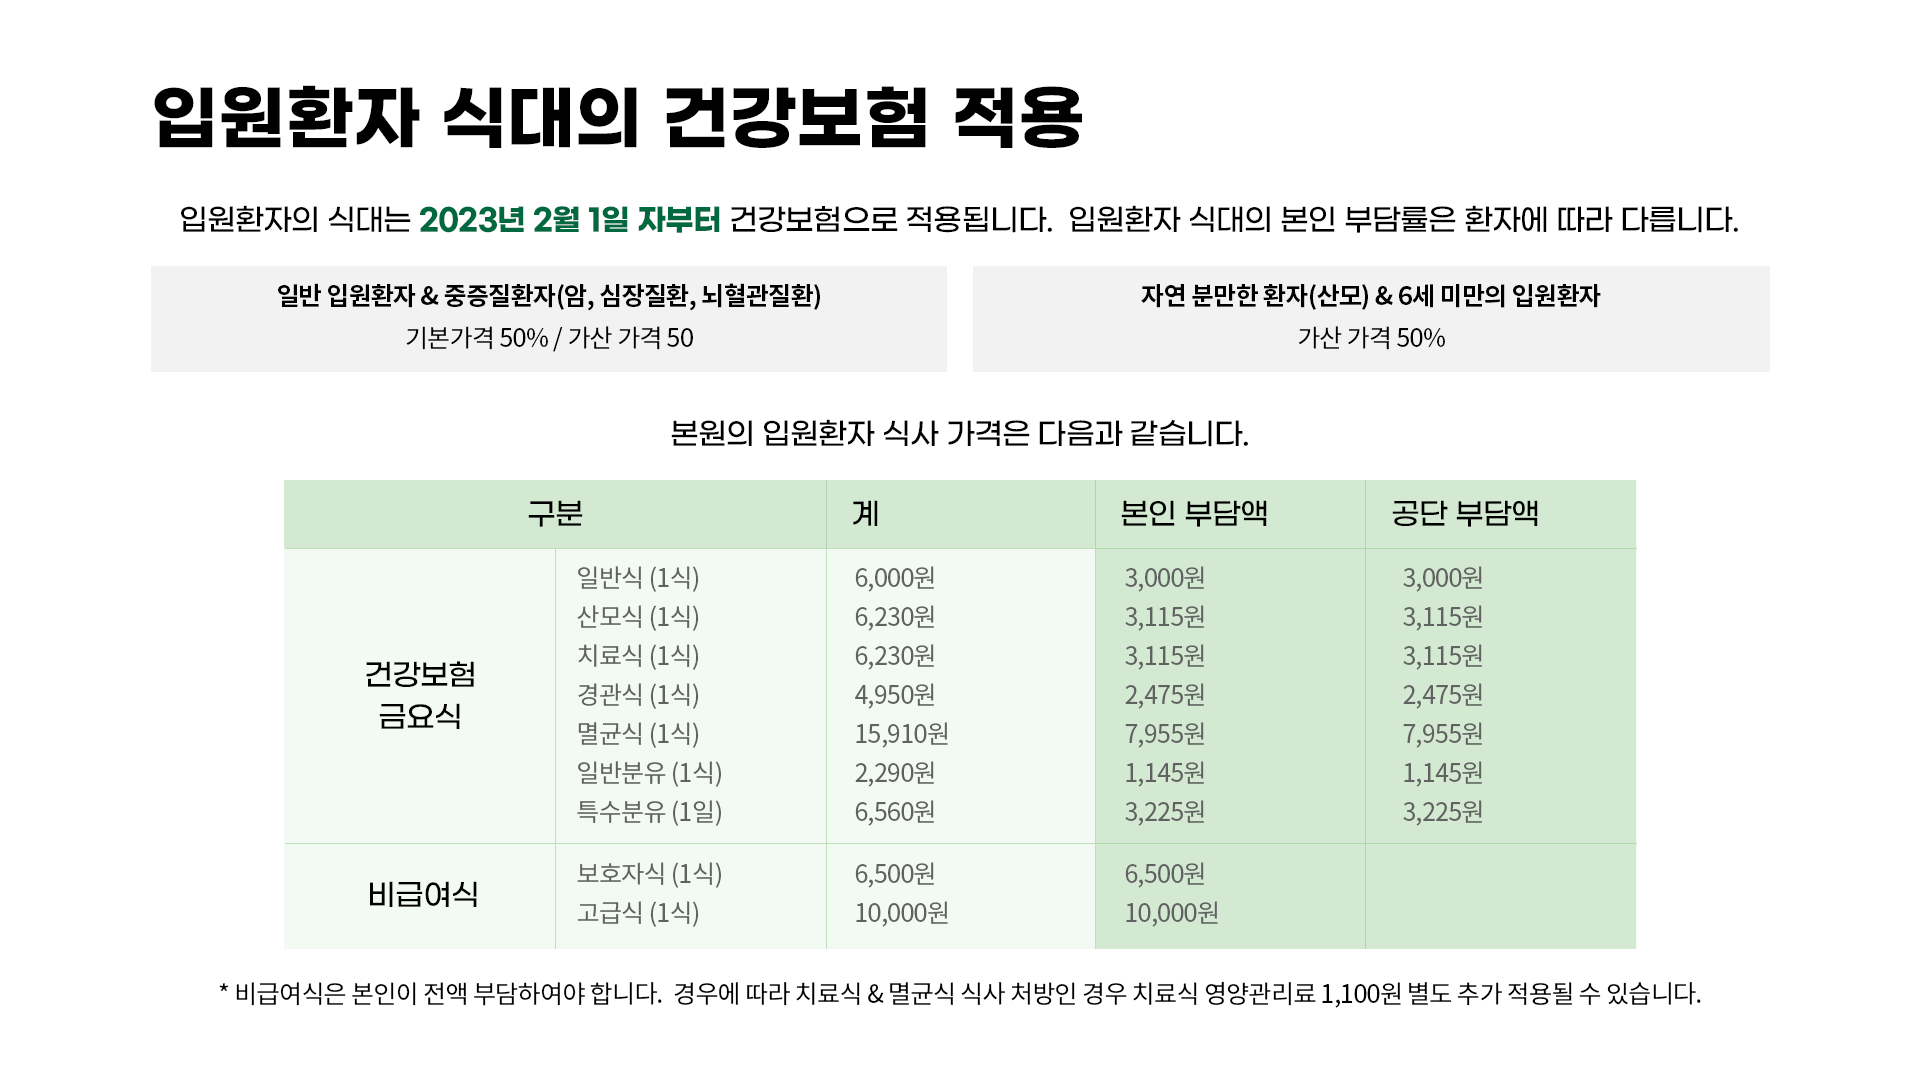 입원환자 식대의 건강보험 적용
입원환자의 식대는 2023년 2월 1일 자부터 건강보험으로 적용됩니다. 입원환자 식대의 본인 부담률은 환자에 따라 다릅니다.
일반 입원환자 & 중증질환자(암, 심장질환, 뇌혈관질환)
기본가격 50% / 가산 가격 50
자연 분만한 환자(산모) & 6세 미만의 입원환자
가산 가격 50%
본원의 입원환자 식사 가격은 다음과 같습니다.
구분 계 본인 부담액 공단 부담액
건강보험
금요식
일반식 (1식) 6,000원 3,000원 3,000원
산모식 (1식) 6,230원 3,115원 3,115원
치료식 (1식) 6,230원 3,115원 3,115원
경관식 (1식) 4,950원 2,475원 2,475원
멸균식 (1식) 15,910원 7,955원 7,955원
일반분유 (1식) 2,290원 1,145원 1,145원
특수분유 (1일) 6,560원 3,225원 3,225원
비급여식
보호자식 (1식) 6,500원 6,500원
고급식 (1식) 10,000원 10,000원
* 비급여식은 본인이 전액 부담하여야 합니다. 경우에 따라 치료식 & 멸균식 식사 처방인 경우 치료식 영양관리료 1,100원 별도 추가 적용될 수 있습니다.